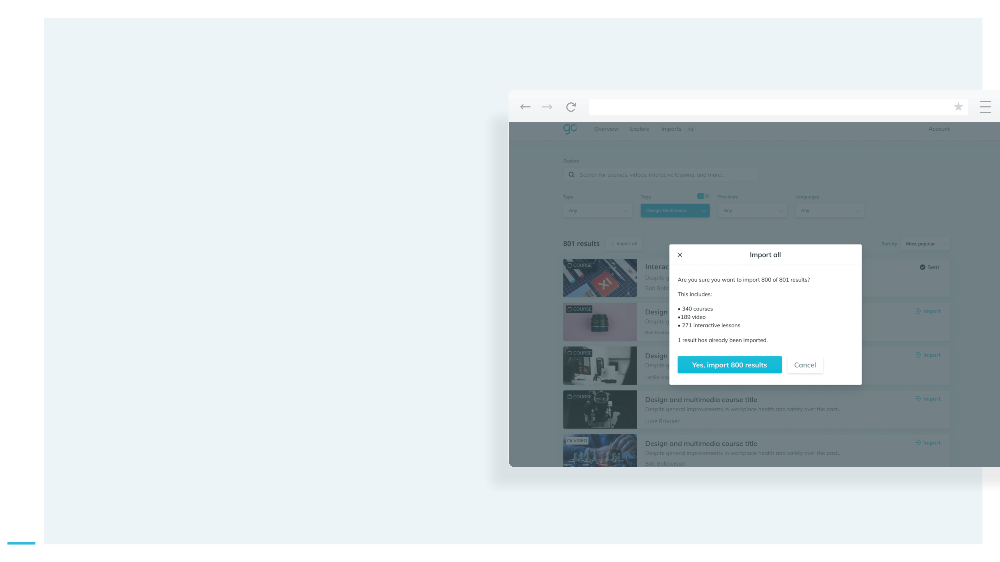 go
Overview Explore Imports 41 Account
Explore
Search for courses, videos, interacive lessons, and more...
Type Tags 2 × Providers Languages
Any Design, Multimedia Any Any
801 results Import all Sort by Most popular
Import all
Are you sure you want to import 800 of 801 results?
This includes:
• 340 courses
•189 video
• 271 interactive lessons
1 result has already been imported.
Yes, import 800 results Cancel
COURSE
Interac
Despite g
Bob Bobb
Sent
COURSE
Design
Despite g
Bob Bobber
Import
COURSE
Design
Despite g
Leslie Kno
Import
COURSE
Design and multimedia course title
Despite general improvements in workplace health and safety over the past...
Luke Brooker
Import
VIDEO
Design and multimedia course title
Despite general improvements in workplace health and safety over the past...
Bob Bobberson
Import